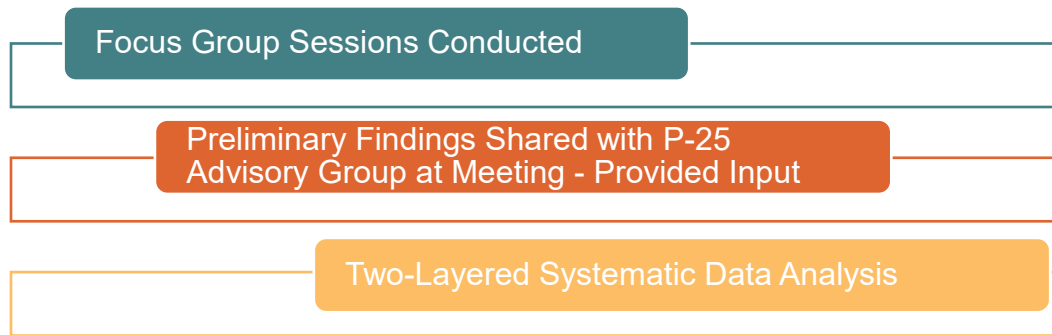 Focus Group Sessions Conducted
Preliminary Findings Shared with P-25
Advisory Group at Meeting - Provided Input
Two-Layered Systematic Data Analysis